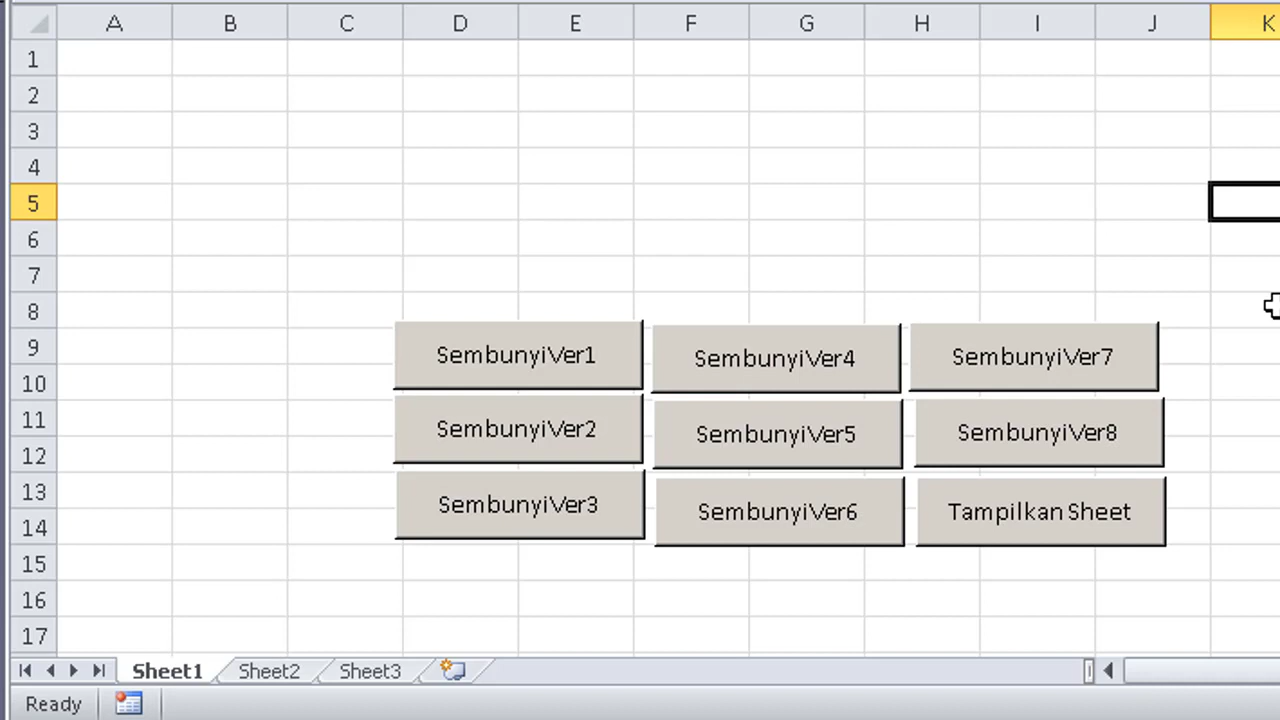 A B C D E F G H I J K
1
2
3
4
5
6
7
8
9
10
11
12
13
14
15
16
17
SembunyiVer1 SembunyiVer4 SembunyiVer7
SembunyiVer2 SembunyiVer5 SembunyiVer8
SembunyiVer3 SembunyiVer6 Tampilkan Sheet
Sheet1 Sheet2 Sheet3
Ready